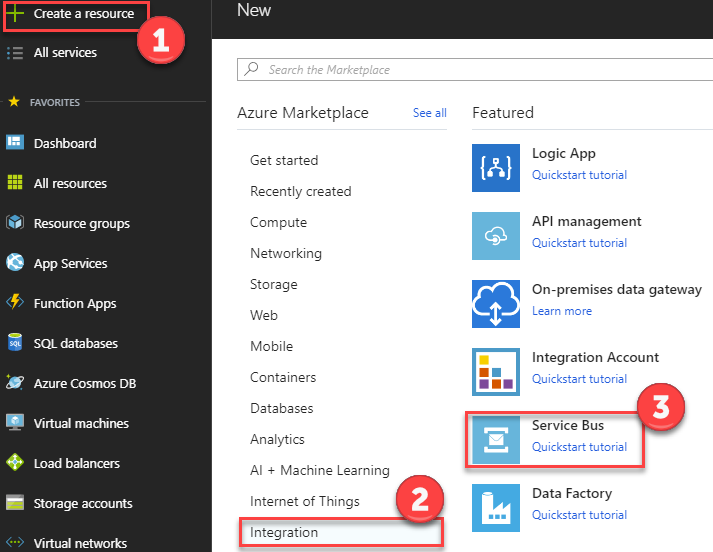 Create a resource
1
All services
FAVORITES
Dashboard
All resources
Resource groups
App Services
Function Apps
SQL databases
SQL
Azure Cosmos DB
Virtual machines
Load balancers
Storage accounts
Virtual networks
New
Search the Marketplace
Azure Marketplace
See all
Get started
Recently created
Compute
Networking
Storage
Web
Mobile
Containers
Databases
Analytics
AI + Machine Learning
Internet of Things
2
Integration
Featured
Logic App
Quickstart tutorial
API management
Quickstart tutorial
On-premises data gateway
Learn more
Integration Account
Quickstart tutorial
3
Service Bus
Quickstart tutorial
Data Factory
Quickstart tutorial